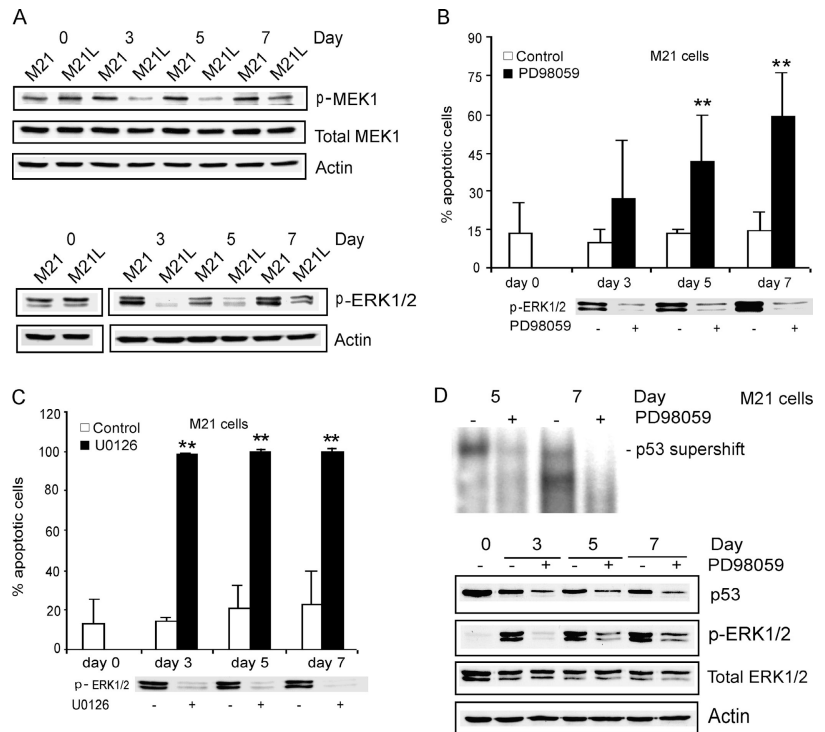 A
0 3 5 7 Day
M21 M21L M21 M21L M21 M21L M21 M21L
p-MEK1
Total MEK1
Actin
0 3 5 7 Day
M21 M21L M21 M21L M21 M21L M21 M21L
p-ERK1/2
Actin
B
Control M21 cells
PD98059
% apoptotic cells
90
75
60
45
30
15
0
** **
day 0 day 3 day 5 day 7
p-ERK1/2
PD98059 - + - + - +
C
Control M21 cells
U0126
% apoptotic cells
120
100
80
60
40
20
0
** ** **
day 0 day 3 day 5 day 7
p- ERK1/2
U0126 - + - + - +
D
5 7 Day M21 cells
- + - + PD98059
- p53 supershift
0 3 5 7 Day
- - + - + - + PD98059
p53
p-ERK1/2
Total ERK1/2
Actin